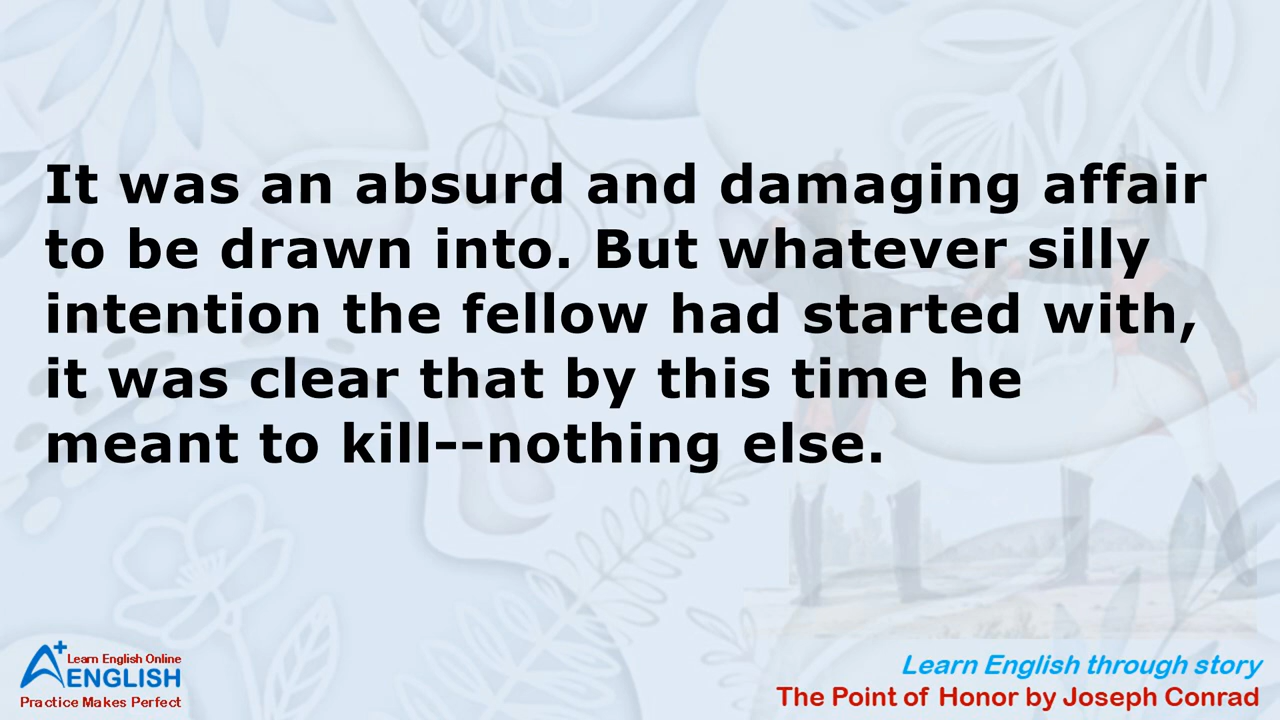 It was an absurd and damaging affair
to be drawn into. But whatever silly
intention the fellow had started with,
it was clear that by this time he
meant to kill--nothing else.
A+ Learn English Online
ENGLISH
Practice Makes Perfect
Learn English through story
The Point of Honor by Joseph Conrad